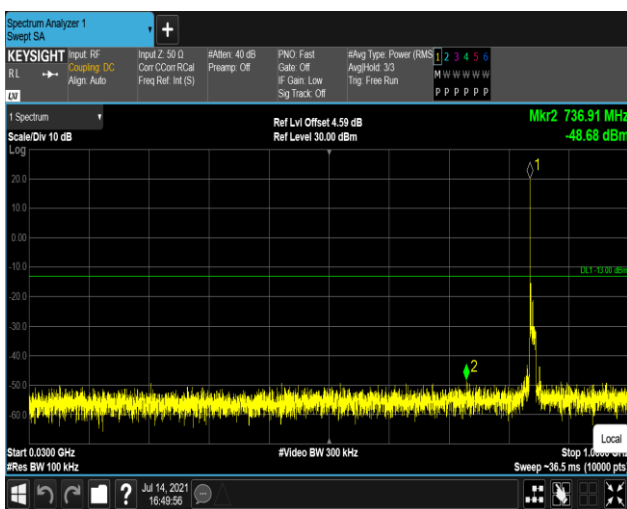 Spectrum Analyzer 1
Swept SA
+
KEYSIGHT
RL
LXI
Input: RF
Coupling: DC
Align: Auto
Input Z: 50 Ω
Corr CCorr RCal
Freq Ref: Int (S)
#Atten: 40 dB
Preamp: Off
PNO: Fast
Gate: Off
IF Gain: Low
Sig Track: Off
#Avg Type: Power (RMS
Avg|Hold: 3/3
Trig: Free Run
1 2 3 4 5 6
M W W W W W
P P P P P P
1 Spectrum
Scale/Div 10 dB
Log
Ref Lvl Offset 4.59 dB
Ref Level 30.00 dBm
Mkr2 736.91 MHz
-48.68 dBm
1
20.0
10.0
0.00
-10.0
DL1 -13.00 dBm
-20.0
-30.0
-40.0
2
-50.0
-60.0
Local
Start 0.0300 GHz
#Video BW 300 kHz
Stop 1.0000 GHz
#Res BW 100 kHz
Sweep ~36.5 ms (10000 pts)
?
Jul 14, 2021
16:49:56